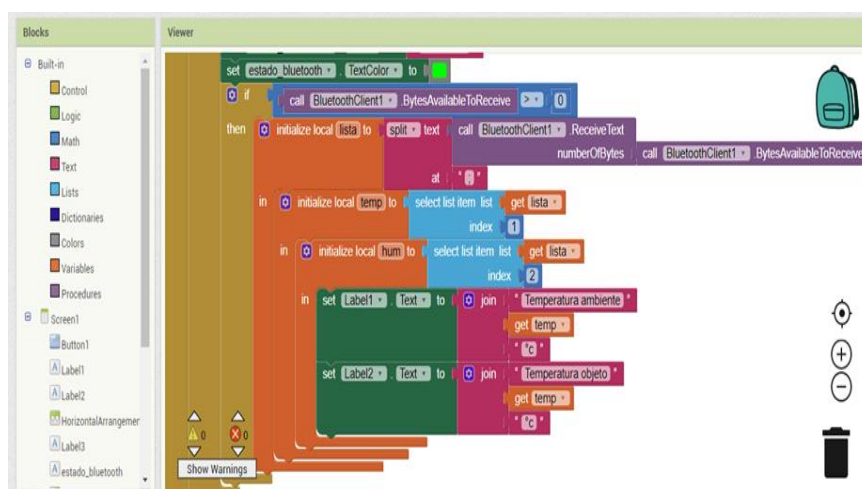 Blocks
Viewer
Built-in
Control
Logic
Math
Text
Lists
Dictionaries
Colors
Variables
Procedures
Screen1
Button1
Label1
Label2
HorizontalArrangemer
Label3
estado_bluetooth
set estado_bluetooth . TextColor to
if call BluetoothClient1 .BytesAvailableToReceive > 0
then initialize local lista to split text call BluetoothClient1 .ReceiveText
numberOfBytes call BluetoothClient1 .BytesAvailableToReceive
at
in initialize local temp to select list item list get lista
index 1
in initialize local hum to select list item list get lista
index 2
in set Label1 . Text to join " Temperatura ambiente "
get temp
" °c "
set Label2 . Text to join " Temperatura objeto "
get temp
" °c "
0 0
Show Warnings